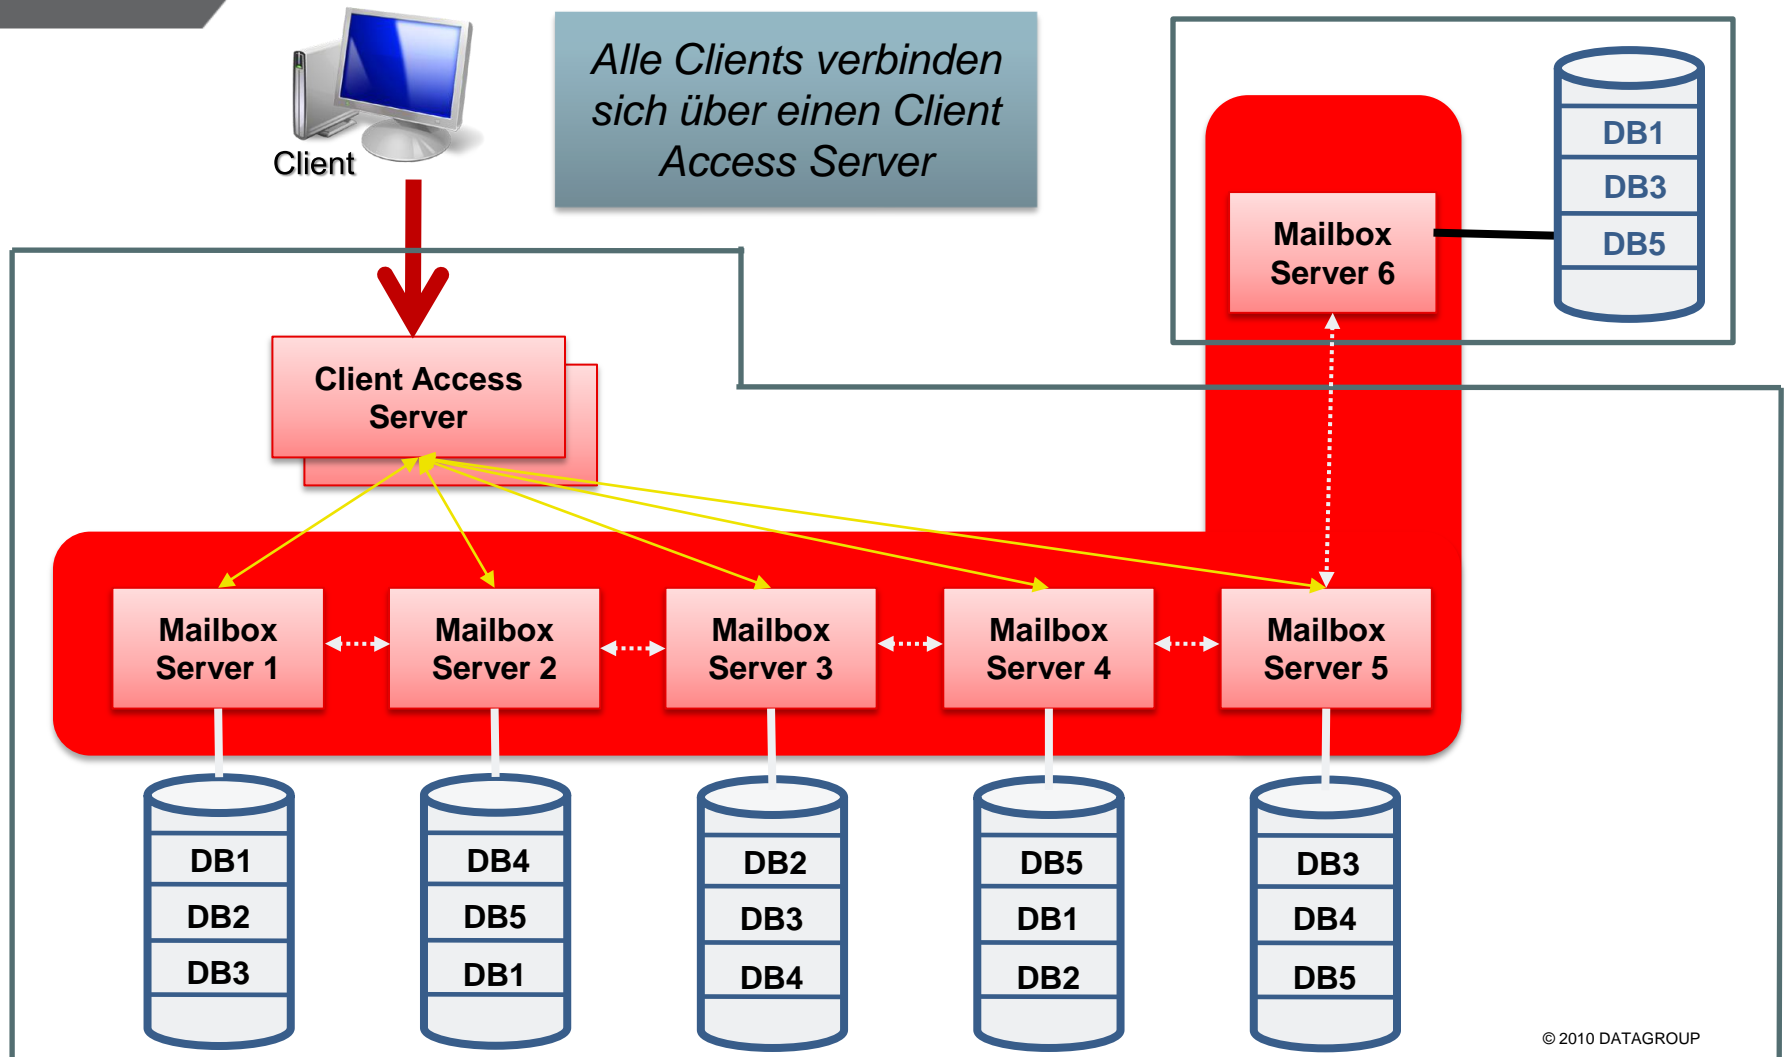 Alle Clients verbinden
sich über einen Client
Access Server
Client
DB1
DB3
DB5
Mailbox
Server 6
Client Access
Server
Mailbox
Server 1
Mailbox
Server 2
Mailbox
Server 3
Mailbox
Server 4
Mailbox
Server 5
DB1
DB2
DB3
DB4
DB5
DB1
DB2
DB3
DB4
DB5
DB1
DB2
DB3
DB4
DB5
© 2010 DATAGROUP